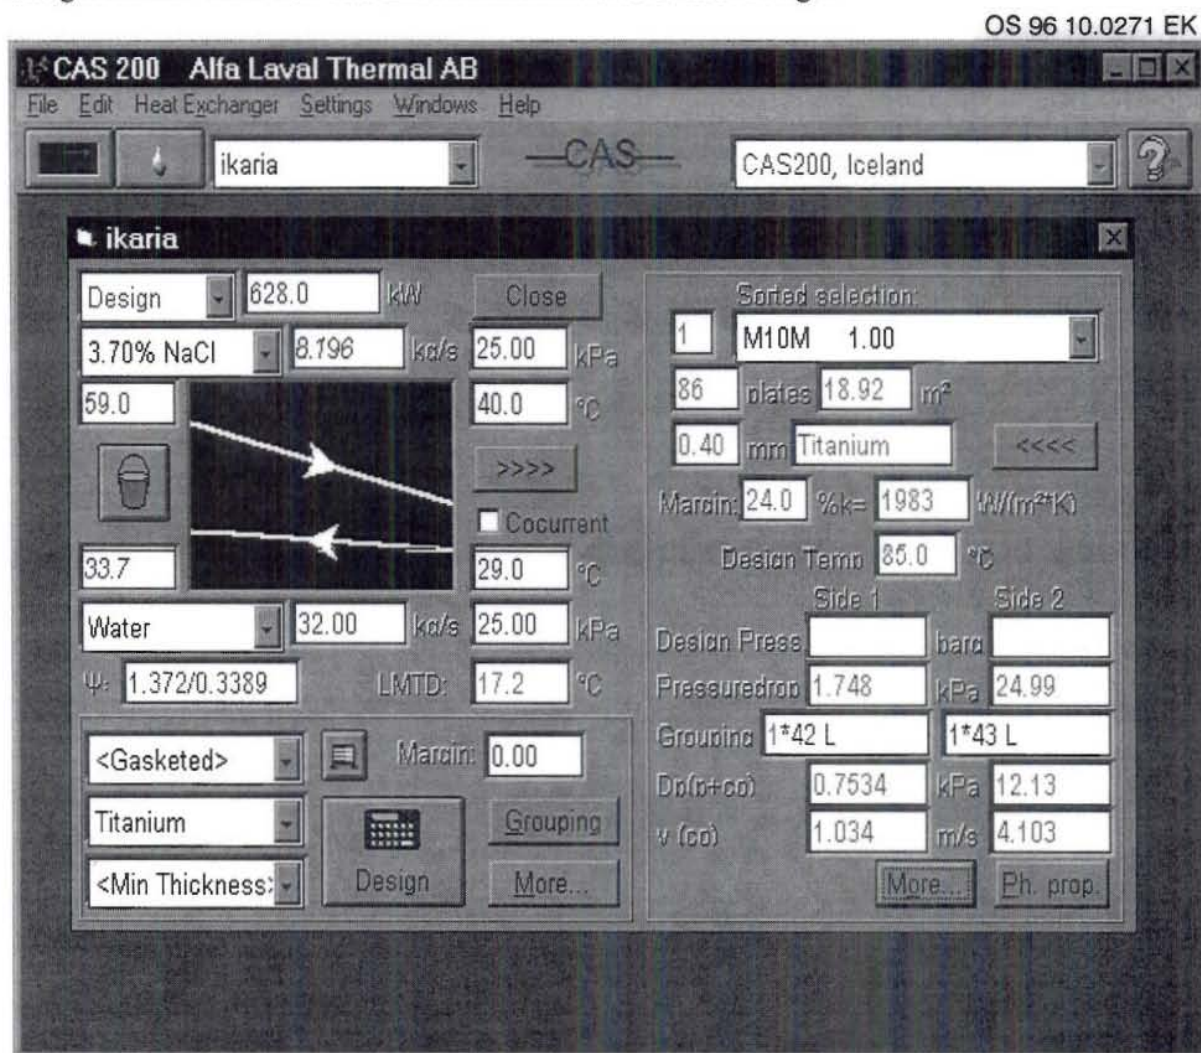 OS 96 10.0271 EK
CAS 200 Alfa Laval Thermal AB
File Edit Heat Exchanger Settings Windows Help
ikaria CAS CAS200, Iceland
ikaria
Design 628.0 kW Close
3.70% NaCl 8.196 kg/s 25.00 kPa
59.0 40.0 °C
>>>>
Cocurrent
33.7 29.0 °C
Water 32.00 kg/s 25.00 kPa
Ψ: 1.372/0.3389 LMTD: 17.2 °C
<Gasketed> Margin: 0.00
Titanium Grouping
<Min Thickness> Design More...
Sorted selection:
1 M10M 1.00
86 plates 18.92 m²
0.40 mm Titanium <<<<
Margin: 24.0 %k= 1983 W/(m²*K)
Design Temp 85.0 °C
Side 1 Side 2
Design Press. barg
Pressuredrop 1.748 kPa 24.99
Grouping 1*42 L 1*43 L
Dp(p+co) 0.7534 kPa 12.13
v (co) 1.034 m/s 4.103
More... Ph. prop.